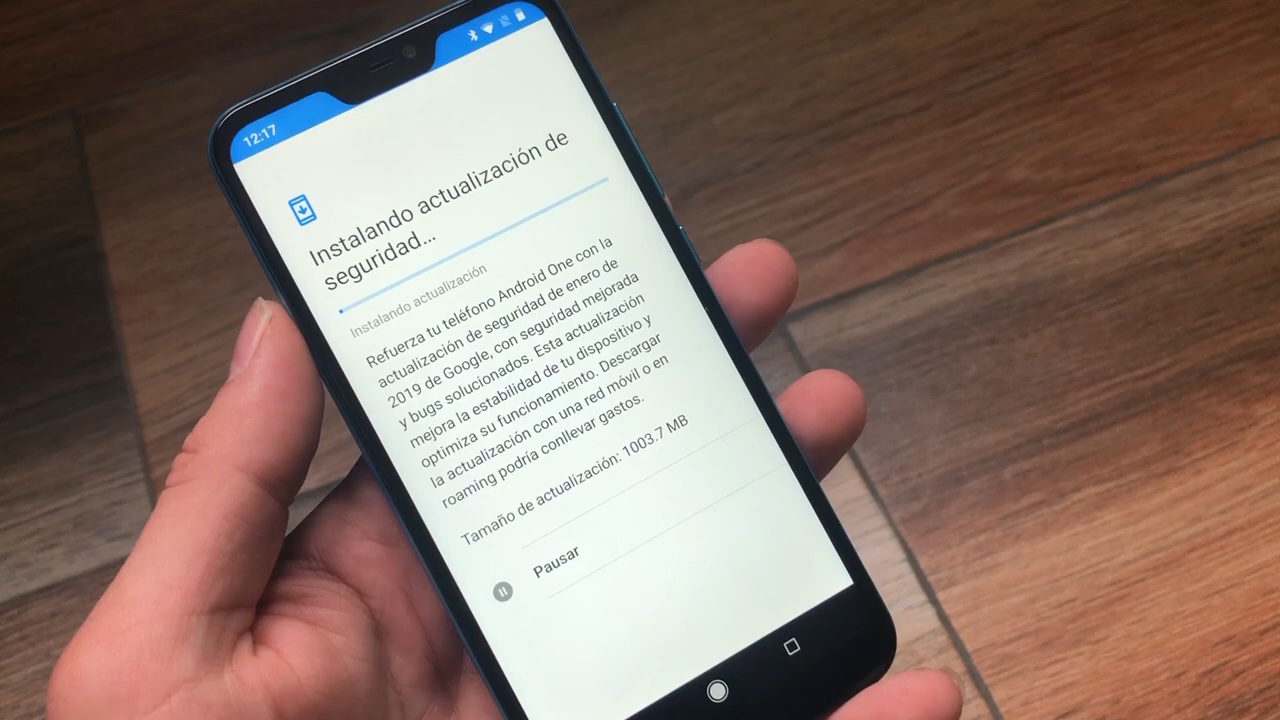 12:17
Instalando actualización de
seguridad...
Instalando actualización
Refuerza tu teléfono Android One con la
actualización de seguridad de enero de
2019 de Google, con seguridad mejorada
y bugs solucionados. Esta actualización
mejora la estabilidad de tu dispositivo y
optimiza su funcionamiento. Descargar
la actualización con una red móvil o en
roaming podría conllevar gastos.
Tamaño de actualización: 1003.7 MB
Pausar